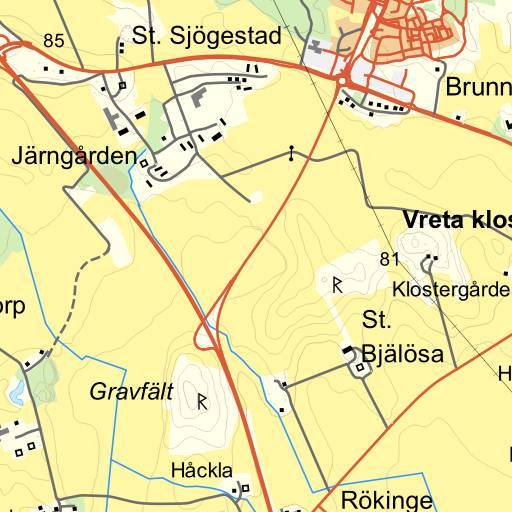 85
St. Sjögestad
Brunn
Järngården
Vreta klos
81
Klostergårde
orp
St.
Bjälösa
H
Gravfält
Håckla
Rökinge